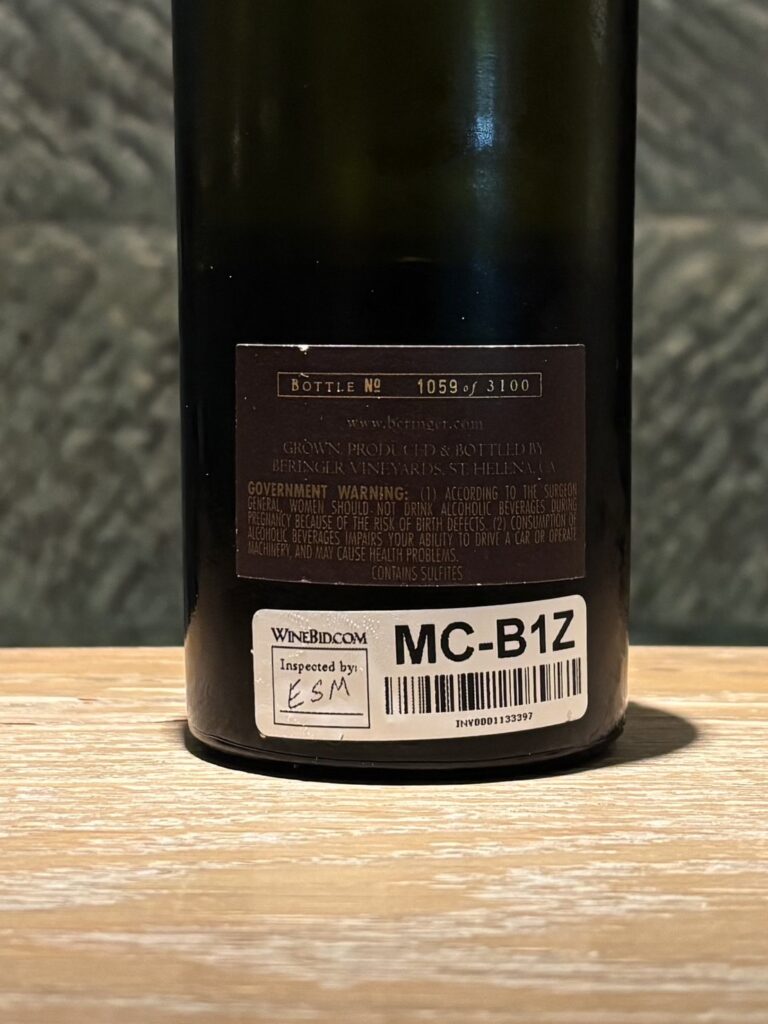 BOTTLE Nº 1059 of 3100
www.beringer.com
GROWN, PRODUCED & BOTTLED BY
BERINGER VINEYARDS, ST. HELENA, CA
GOVERNMENT WARNING: (1) ACCORDING TO THE SURGEON
GENERAL, WOMEN SHOULD NOT DRINK ALCOHOLIC BEVERAGES DURING
PREGNANCY BECAUSE OF THE RISK OF BIRTH DEFECTS. (2) CONSUMPTION OF
ALCOHOLIC BEVERAGES IMPAIRS YOUR ABILITY TO DRIVE A CAR OR OPERATE
MACHINERY, AND MAY CAUSE HEALTH PROBLEMS.
CONTAINS SULFITES
WINEBID.COM
Inspected by:
ESM
MC-B1Z
INV0001133397